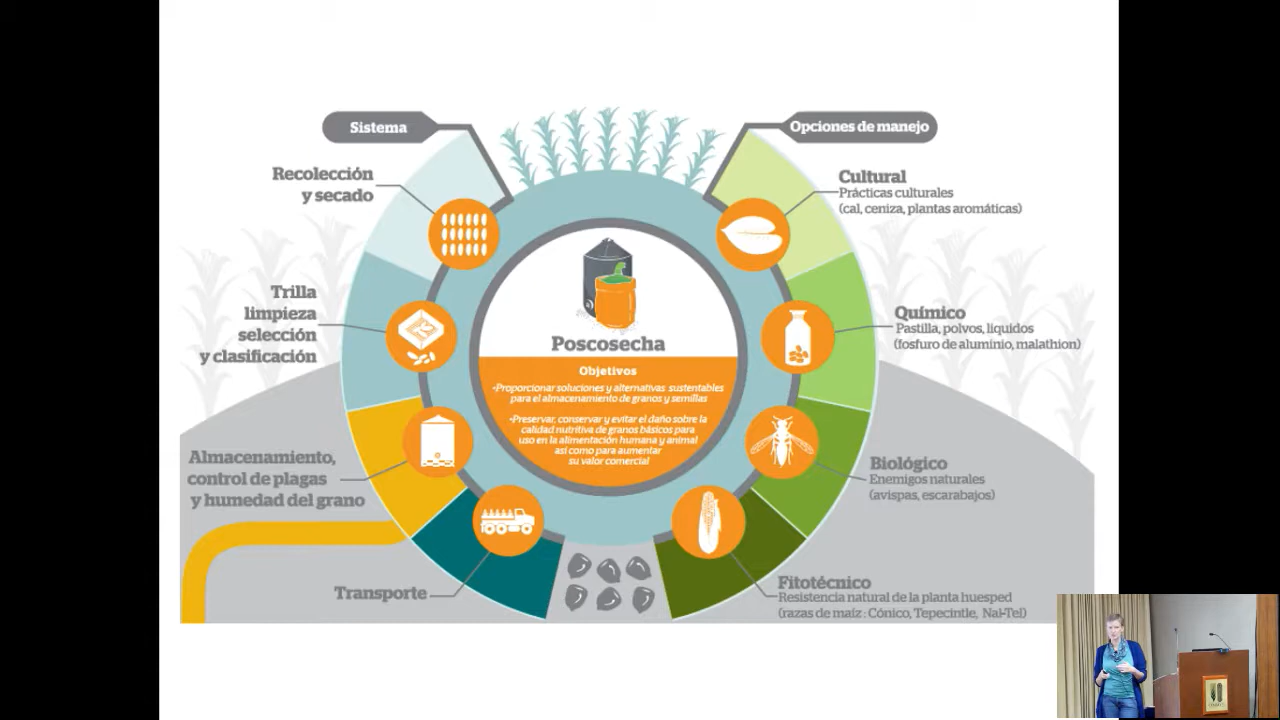 Sistema
Recolección
y secado
Trilla
limpieza
selección
y clasificación
Almacenamiento,
control de plagas
y humedad del grano
Transporte
Poscosecha
Objetivos
•Proporcionar soluciones y alternativas sustentables
para el almacenamiento de granos y semillas
•Preservar, conservar y evitar el daño sobre la
calidad nutritiva de granos básicos para
uso en la alimentación humana y animal
así como para aumentar
su valor comercial
Opciones de manejo
Cultural
Prácticas culturales
(cal, ceniza, plantas aromáticas)
Químico
Pastilla, polvos, liquidos
(fosfuro de aluminio, malathion)
Biológico
Enemigos naturales
(avispas, escarabajos)
Fitotécnico
Resistencia natural de la planta huesped
(razas de maíz : Cónico, Tepecintle, Nal-Tel)